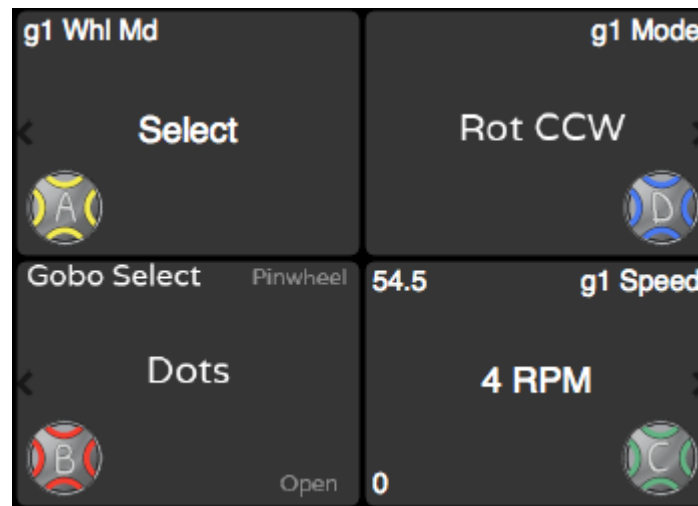 g1 Whl Md
Select
A
g1 Mode
Rot CCW
D
Gobo Select Pinwheel
Dots
B
Open
54.5 g1 Speed
4 RPM
C
0